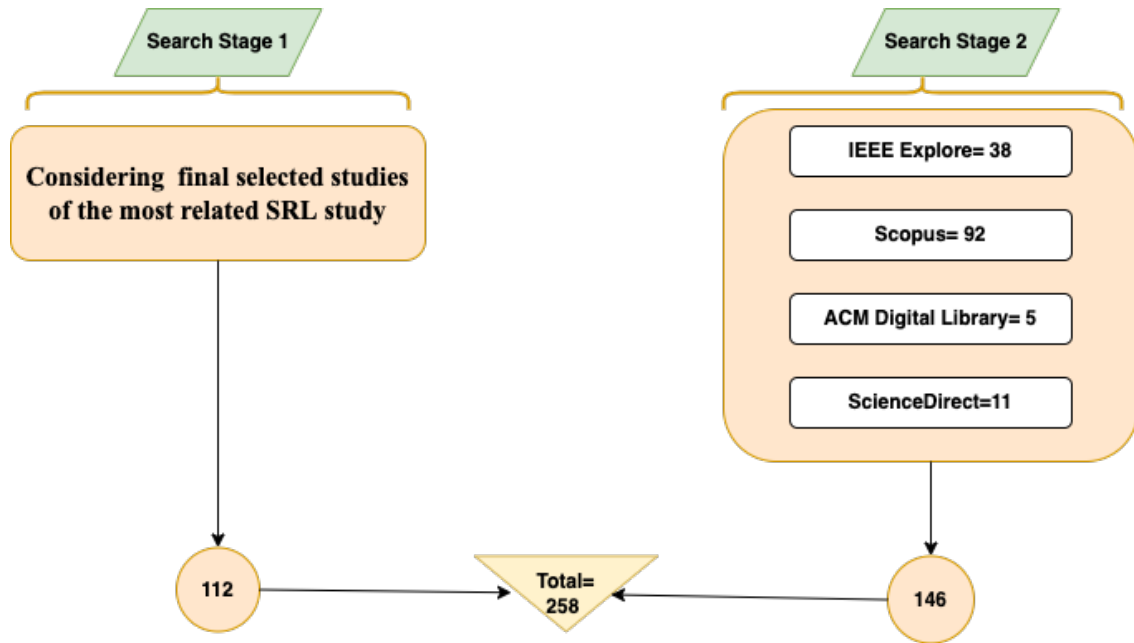 Search Stage 1
Search Stage 2
Considering final selected studies
of the most related SRL study
IEEE Explore= 38
Scopus= 92
ACM Digital Library= 5
ScienceDirect=11
112
Total=
258
146